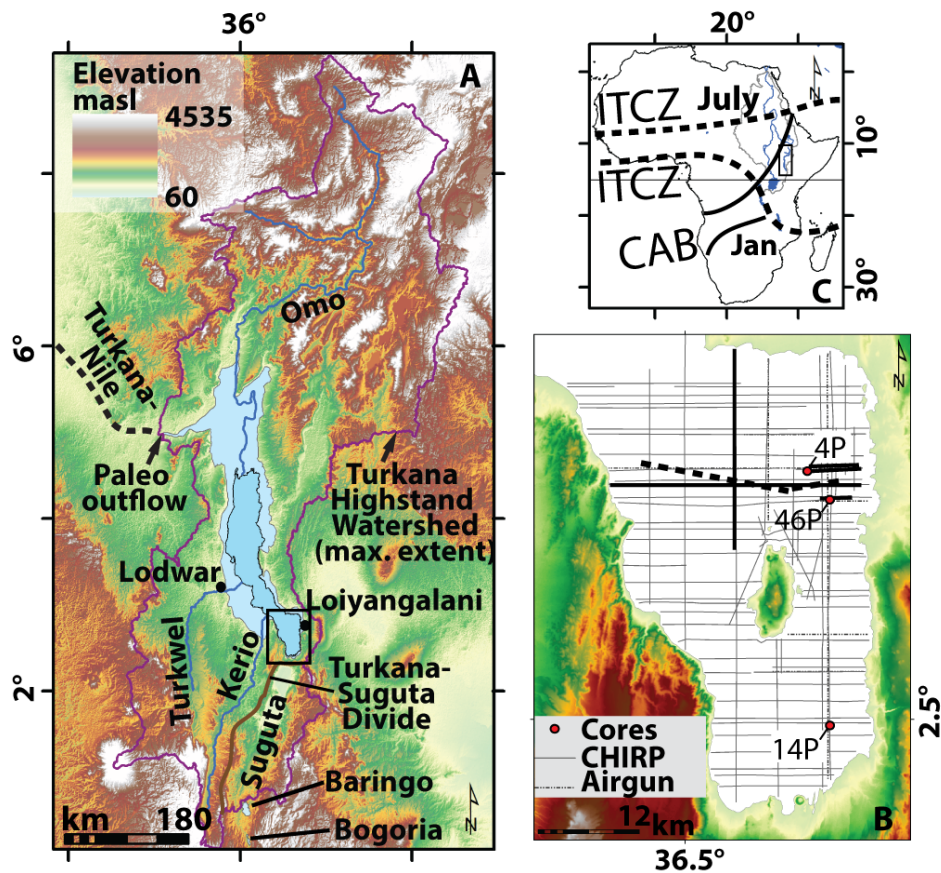 36°
Elevation
masl
4535
60
A
Omo
6°
Turkana-
Nile
Paleo
outflow
Turkana
Highstand
Watershed
(max. extent)
Lodwar
Loiyangalani
Turkwel
Kerio
Suguta
Turkana-
Suguta
Divide
2°
Baringo
Bogoria
km 180
N
20°
ITCZ July
ITCZ
CAB
Jan
N
10°
30°
C
N
4P
46P
14P
Cores
CHIRP
Airgun
12 km
B
2.5°
36.5°